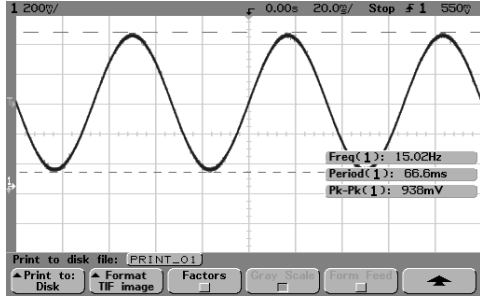 1 200mV/ 0.00s 20.0ms/ Stop 1 550mV
Freq(1): 15.02Hz
Period(1): 66.6ms
Pk-Pk(1): 938mV
1
Print to disk file: PRINT_01
Print to: Disk
Format TIF image
Factors
Gray Scale
Form Feed